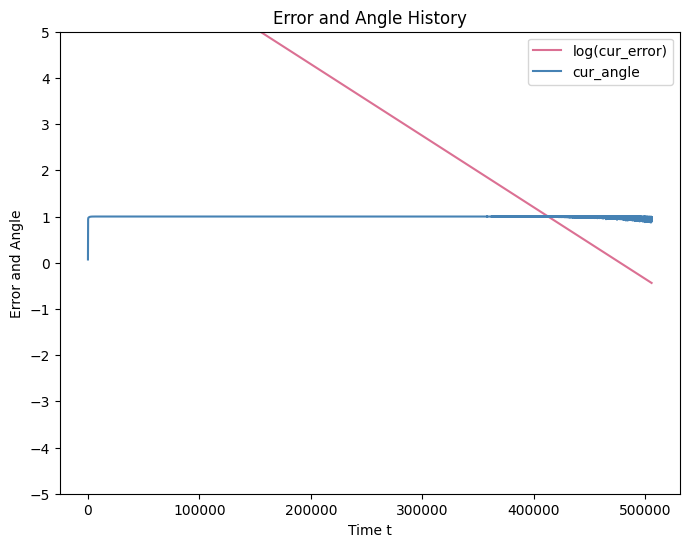 Error and Angle History
log(cur_error)
cur_angle
Error and Angle
5
4
3
2
1
0
−1
−2
−3
−4
−5
0 100000 200000 300000 400000 500000
Time t